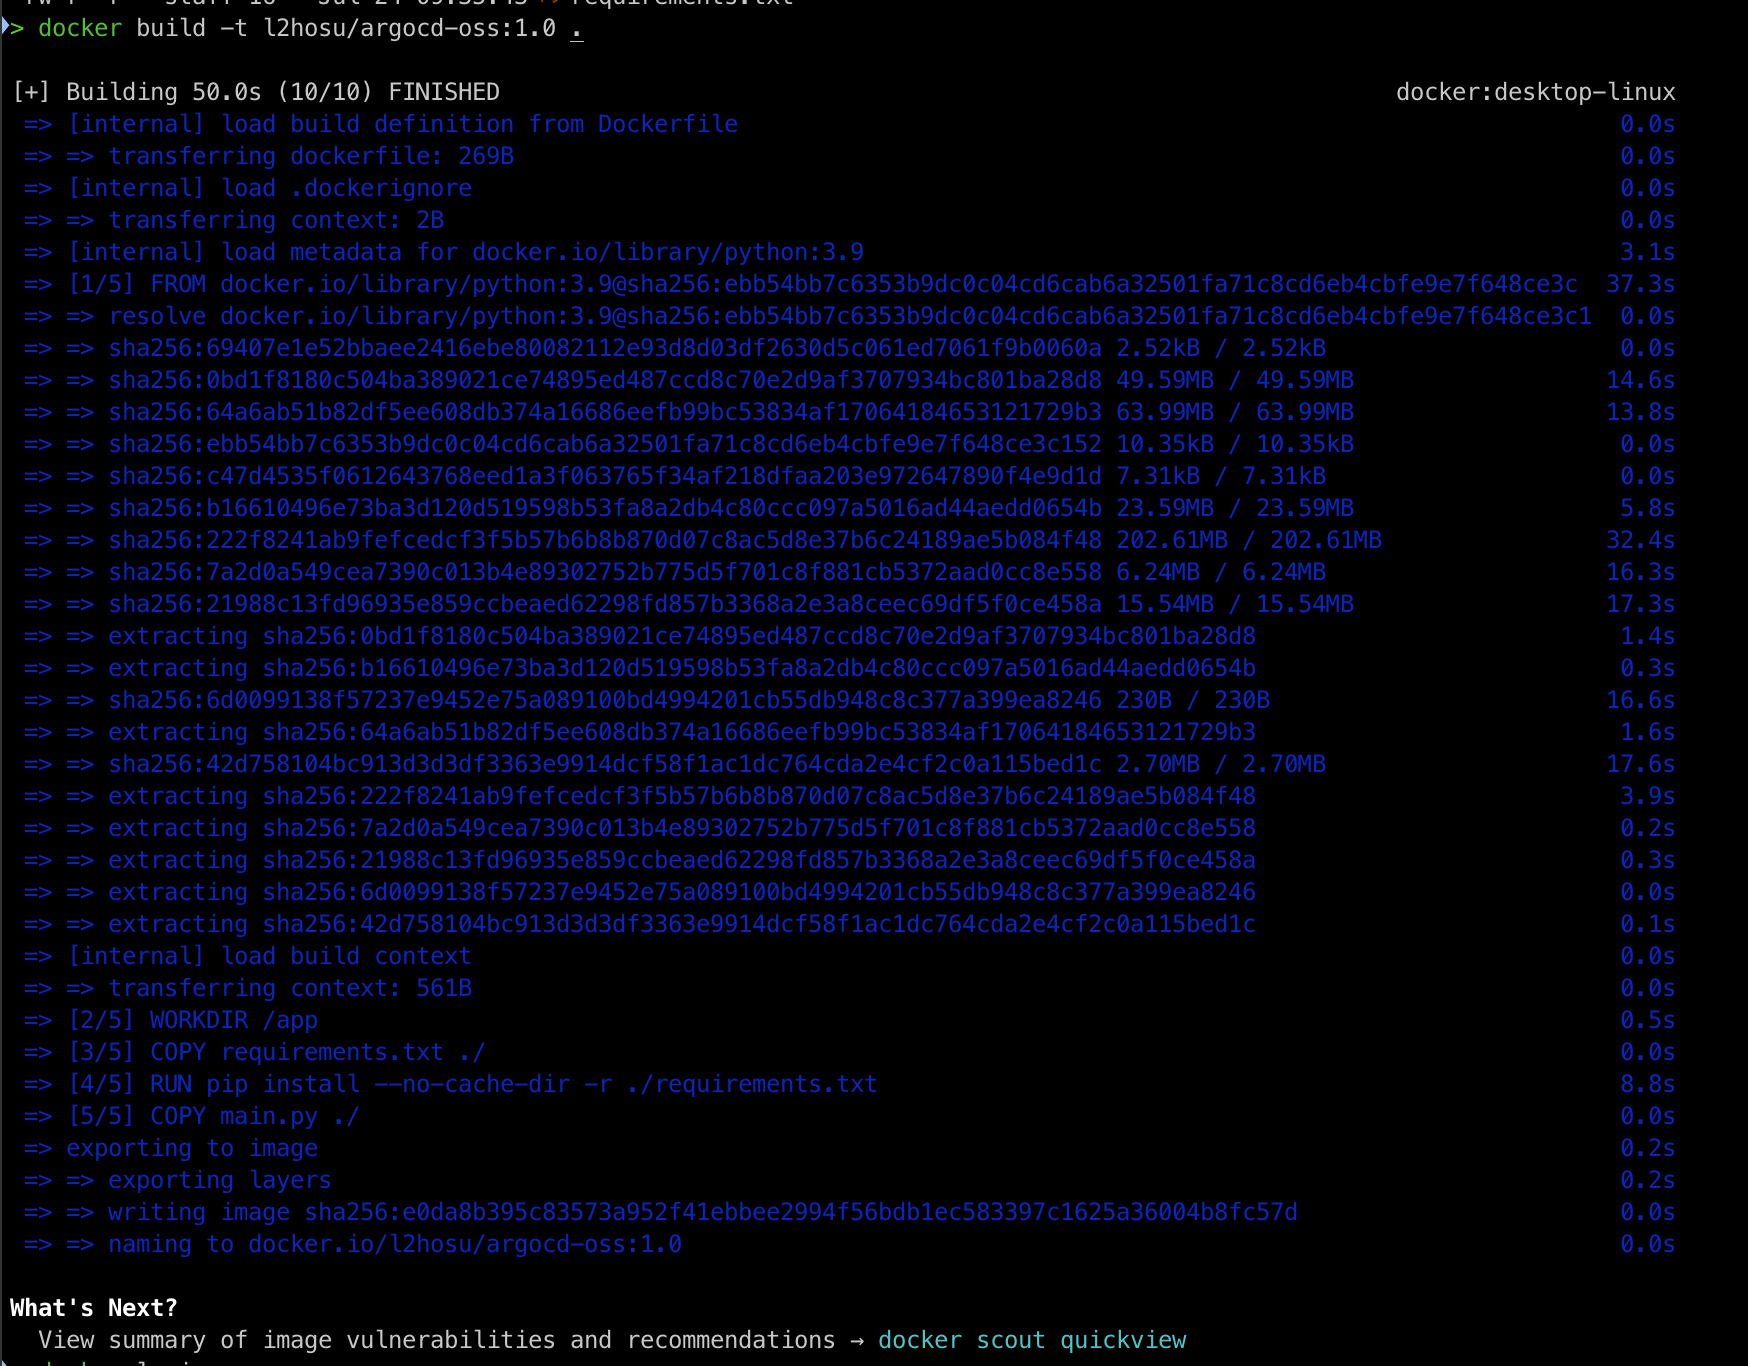 requirements.txt
> docker build -t l2hosu/argocd-oss:1.0 .
[+] Building 50.0s (10/10) FINISHED docker:desktop-linux
=> [internal] load build definition from Dockerfile 0.0s
=> => transferring dockerfile: 269B 0.0s
=> [internal] load .dockerignore 0.0s
=> => transferring context: 2B 0.0s
=> [internal] load metadata for docker.io/library/python:3.9 3.1s
=> [1/5] FROM docker.io/library/python:3.9@sha256:ebb54bb7c6353b9dc0c04cd6cab6a32501fa71c8cd6eb4cbfe9e7f648ce3c 37.3s
=> => resolve docker.io/library/python:3.9@sha256:ebb54bb7c6353b9dc0c04cd6cab6a32501fa71c8cd6eb4cbfe9e7f648ce3c1 0.0s
=> => sha256:69407e1e52bbaee2416ebe80082112e93d8d03df2630d5c061ed7061f9b0060a 2.52kB / 2.52kB 0.0s
=> => sha256:0bd1f8180c504ba389021ce74895ed487ccd8c70e2d9af3707934bc801ba28d8 49.59MB / 49.59MB 14.6s
=> => sha256:64a6ab51b82df5ee608db374a16686eefb99bc53834af17064184653121729b3 63.99MB / 63.99MB 13.8s
=> => sha256:ebb54bb7c6353b9dc0c04cd6cab6a32501fa71c8cd6eb4cbfe9e7f648ce3c152 10.35kB / 10.35kB 0.0s
=> => sha256:c47d4535f0612643768eed1a3f063765f34af218dfaa203e972647890f4e9d1d 7.31kB / 7.31kB 0.0s
=> => sha256:b16610496e73ba3d120d519598b53fa8a2db4c80ccc097a5016ad44aedd0654b 23.59MB / 23.59MB 5.8s
=> => sha256:222f8241ab9fefcedcf3f5b57b6b8b870d07c8ac5d8e37b6c24189ae5b084f48 202.61MB / 202.61MB 32.4s
=> => sha256:7a2d0a549cea7390c013b4e89302752b775d5f701c8f881cb5372aad0cc8e558 6.24MB / 6.24MB 16.3s
=> => sha256:21988c13fd96935e859ccbeaed62298fd857b3368a2e3a8ceec69df5f0ce458a 15.54MB / 15.54MB 17.3s
=> => extracting sha256:0bd1f8180c504ba389021ce74895ed487ccd8c70e2d9af3707934bc801ba28d8 1.4s
=> => extracting sha256:b16610496e73ba3d120d519598b53fa8a2db4c80ccc097a5016ad44aedd0654b 0.3s
=> => sha256:6d0099138f57237e9452e75a089100bd4994201cb55db948c8c377a399ea8246 230B / 230B 16.6s
=> => extracting sha256:64a6ab51b82df5ee608db374a16686eefb99bc53834af17064184653121729b3 1.6s
=> => sha256:42d758104bc913d3d3df3363e9914dcf58f1ac1dc764cda2e4cf2c0a115bed1c 2.70MB / 2.70MB 17.6s
=> => extracting sha256:222f8241ab9fefcedcf3f5b57b6b8b870d07c8ac5d8e37b6c24189ae5b084f48 3.9s
=> => extracting sha256:7a2d0a549cea7390c013b4e89302752b775d5f701c8f881cb5372aad0cc8e558 0.2s
=> => extracting sha256:21988c13fd96935e859ccbeaed62298fd857b3368a2e3a8ceec69df5f0ce458a 0.3s
=> => extracting sha256:6d0099138f57237e9452e75a089100bd4994201cb55db948c8c377a399ea8246 0.0s
=> => extracting sha256:42d758104bc913d3d3df3363e9914dcf58f1ac1dc764cda2e4cf2c0a115bed1c 0.1s
=> [internal] load build context 0.0s
=> => transferring context: 561B 0.0s
=> [2/5] WORKDIR /app 0.5s
=> [3/5] COPY requirements.txt ./ 0.0s
=> [4/5] RUN pip install --no-cache-dir -r ./requirements.txt 8.8s
=> [5/5] COPY main.py ./ 0.0s
=> exporting to image 0.2s
=> => exporting layers 0.2s
=> => writing image sha256:e0da8b395c83573a952f41ebbee2994f56bdb1ec583397c1625a36004b8fc57d 0.0s
=> => naming to docker.io/l2hosu/argocd-oss:1.0 0.0s
What's Next?
View summary of image vulnerabilities and recommendations → docker scout quickview